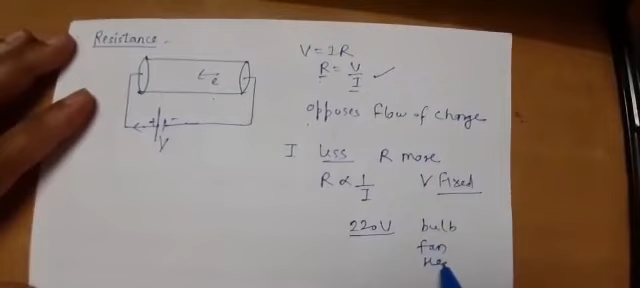 Resistance -
V = IR
R = V/I ✓
opposes flow of charge
I less R more
R ∝ 1/I V fixed
220V bulb
fan
e
+ -
V